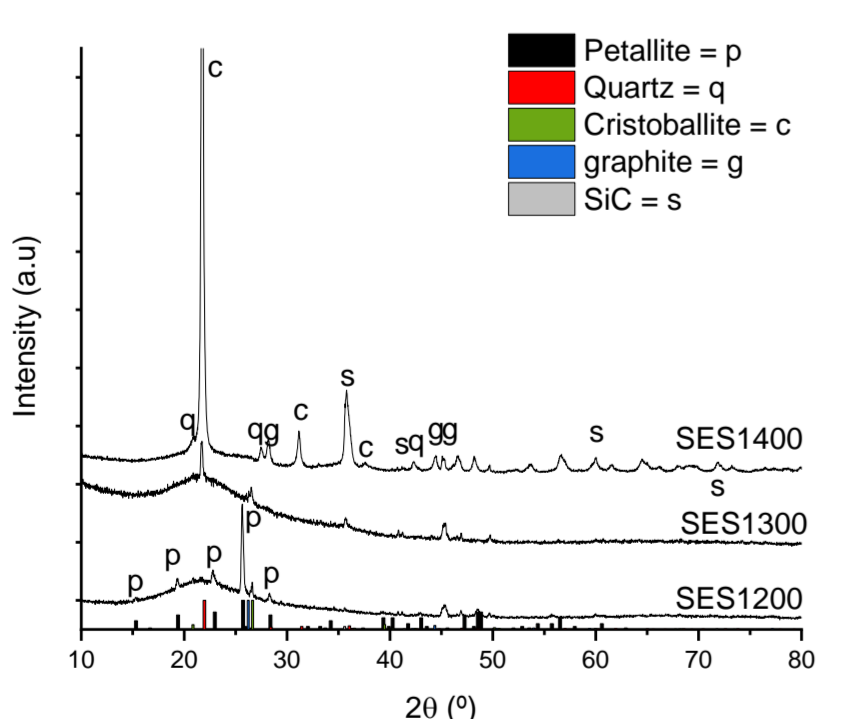 Petallite = p
Quartz = q
Cristoballite = c
graphite = g
SiC = s
Intensity (a.u)
c
q
qg
c
s
c
sq
gg
s
SES1400
s
SES1300
p
p
p
p
p
SES1200
10 20 30 40 50 60 70 80
2θ (º)